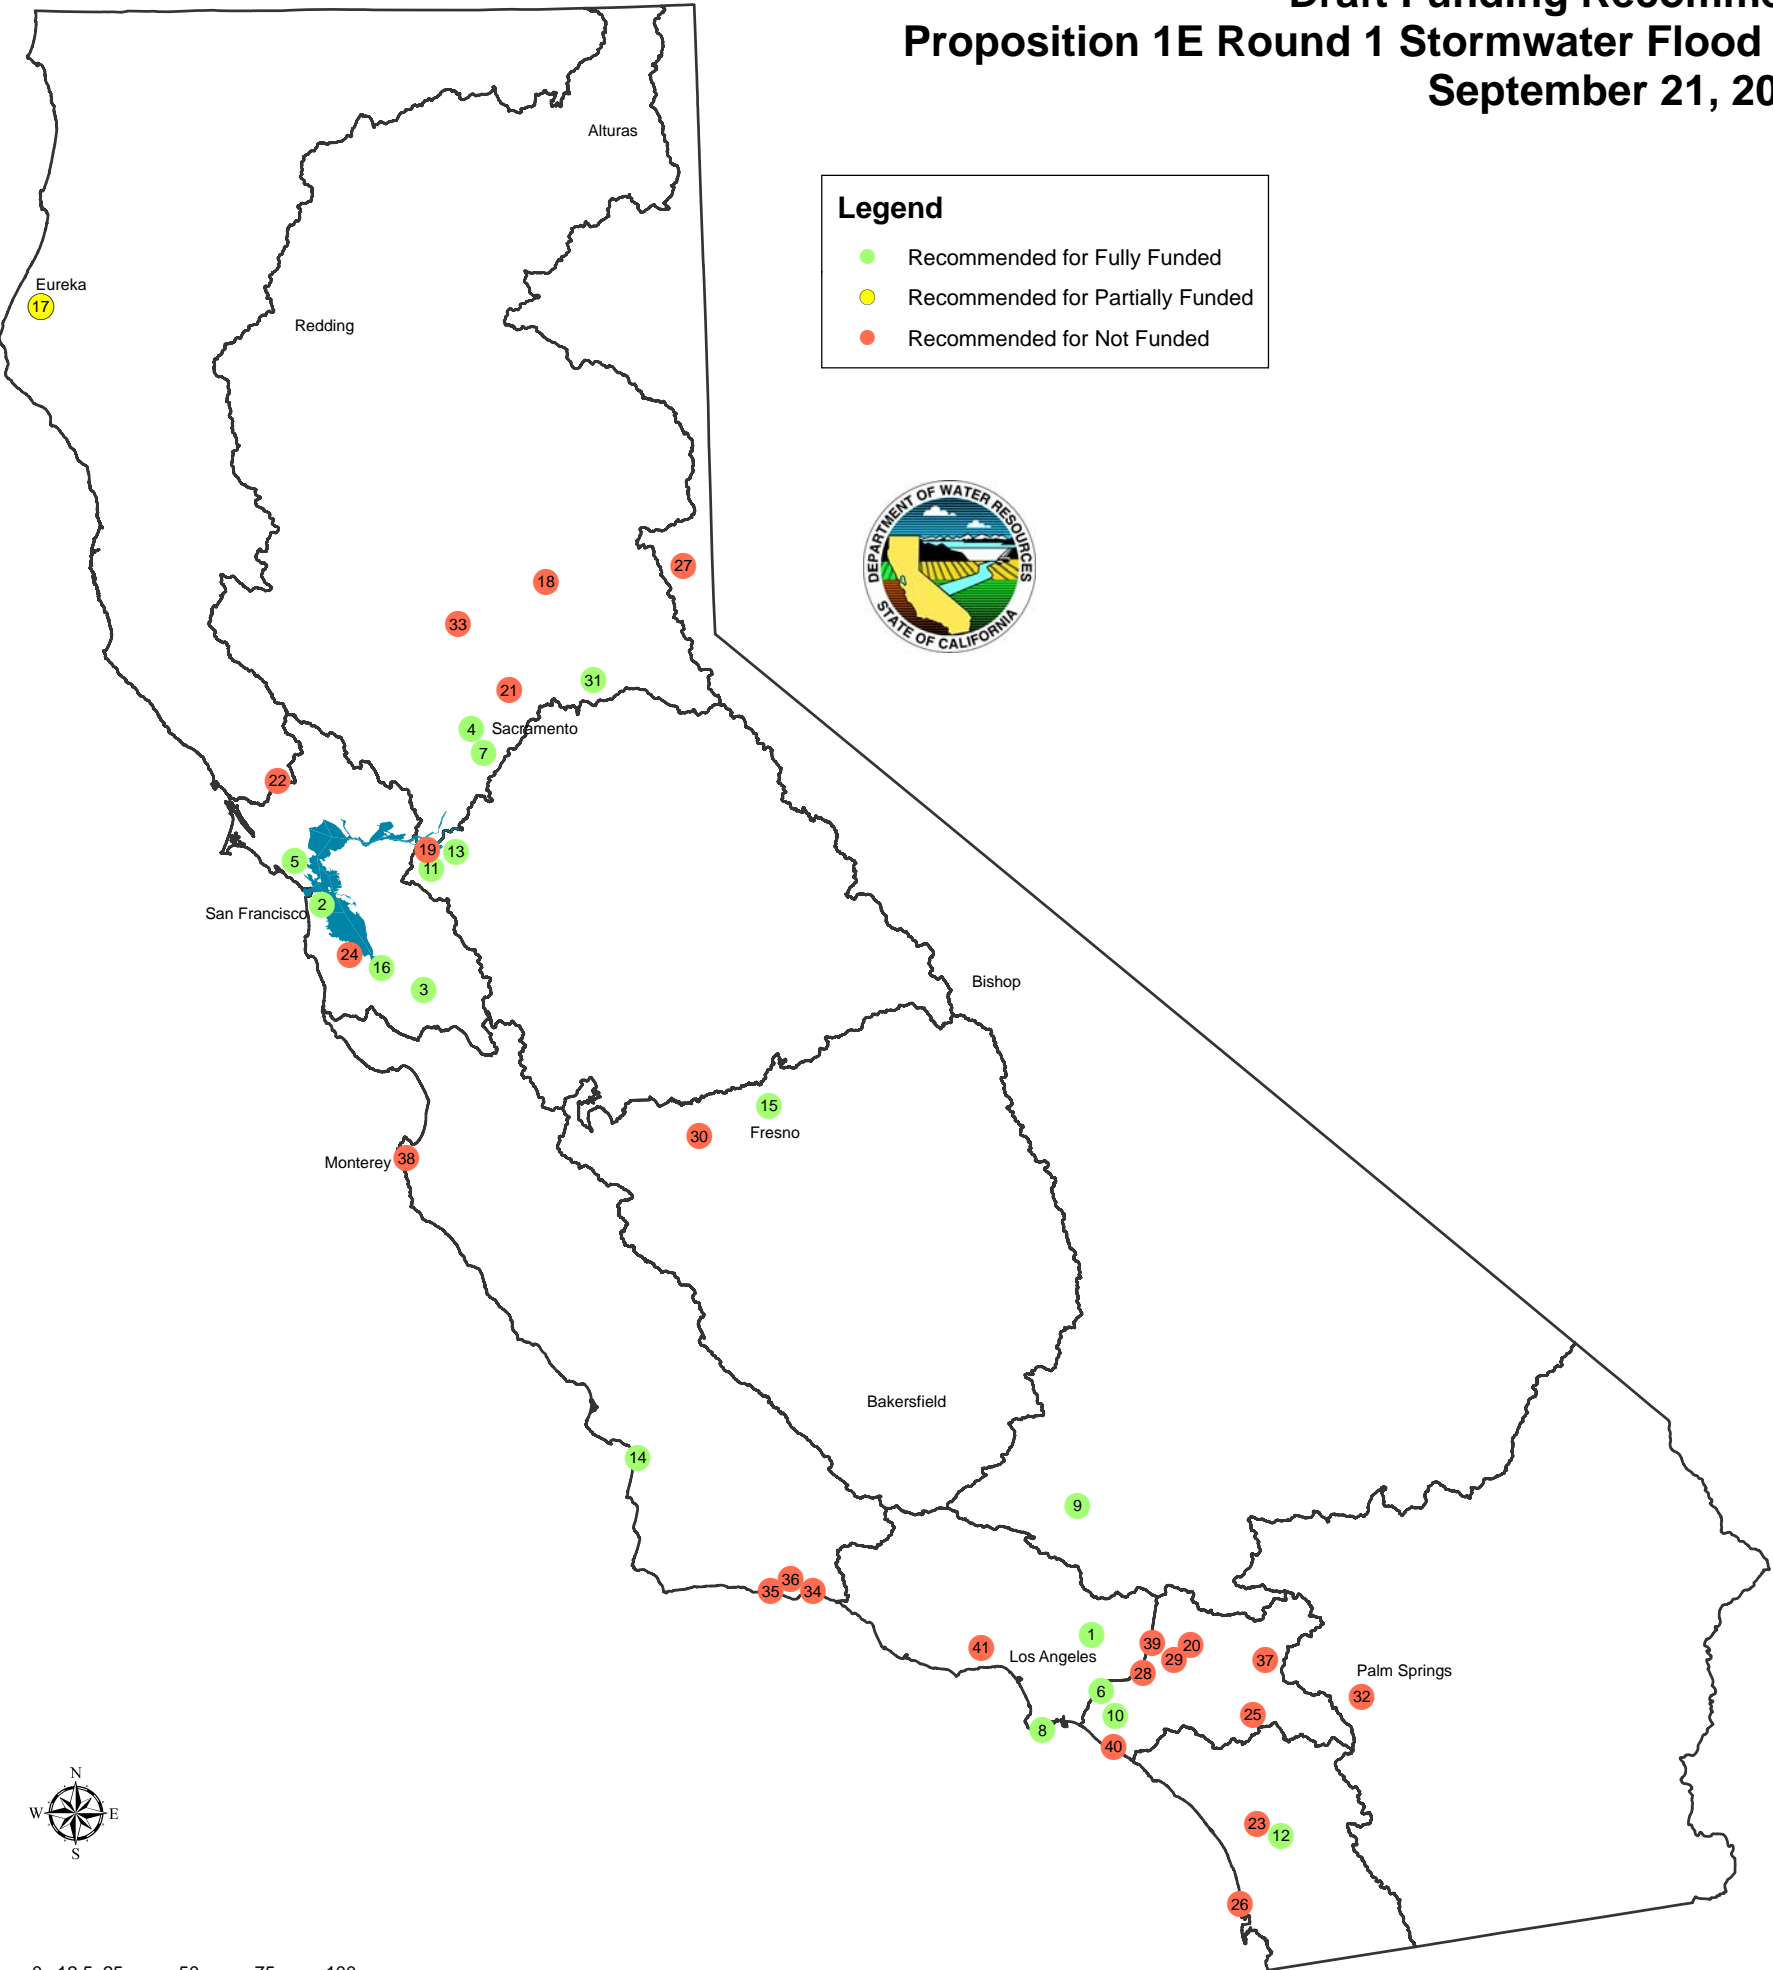 Proposition 1E Round 1 Stormwater Flood
September 21, 20
Legend
Recommended for Fully Funded
Recommended for Partially Funded
Recommended for Not Funded
DEPARTMENT OF WATER RESOURCES
STATE OF CALIFORNIA
Alturas
Eureka
17
Redding
27
18
33
31
21
4
Sacramento
7
22
19
13
11
5
2
San Francisco
24
16
3
Bishop
15
30
Fresno
Monterey
38
Bakersfield
14
9
36
35
34
1
39
20
41
Los Angeles
29
37
28
Palm Springs
6
32
10
25
8
40
23
12
26
N
W
E
S